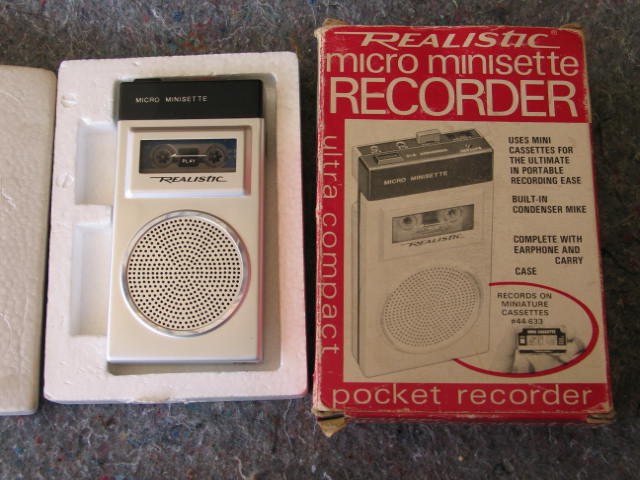 MICRO MINISETTE
PLAY
REALISTIC
REALISTIC®
micro minisette
RECORDER
ultra compact
USES MINI
CASSETTES FOR
THE ULTIMATE
IN PORTABLE
RECORDING EASE
BUILT-IN
CONDENSER MIKE
COMPLETE WITH
EARPHONE AND
CARRY
CASE
MICRO MINISETTE
REALISTIC
RECORDS ON
MINIATURE
CASSETTES
#44-633
MINI CASSETTE
pocket recorder